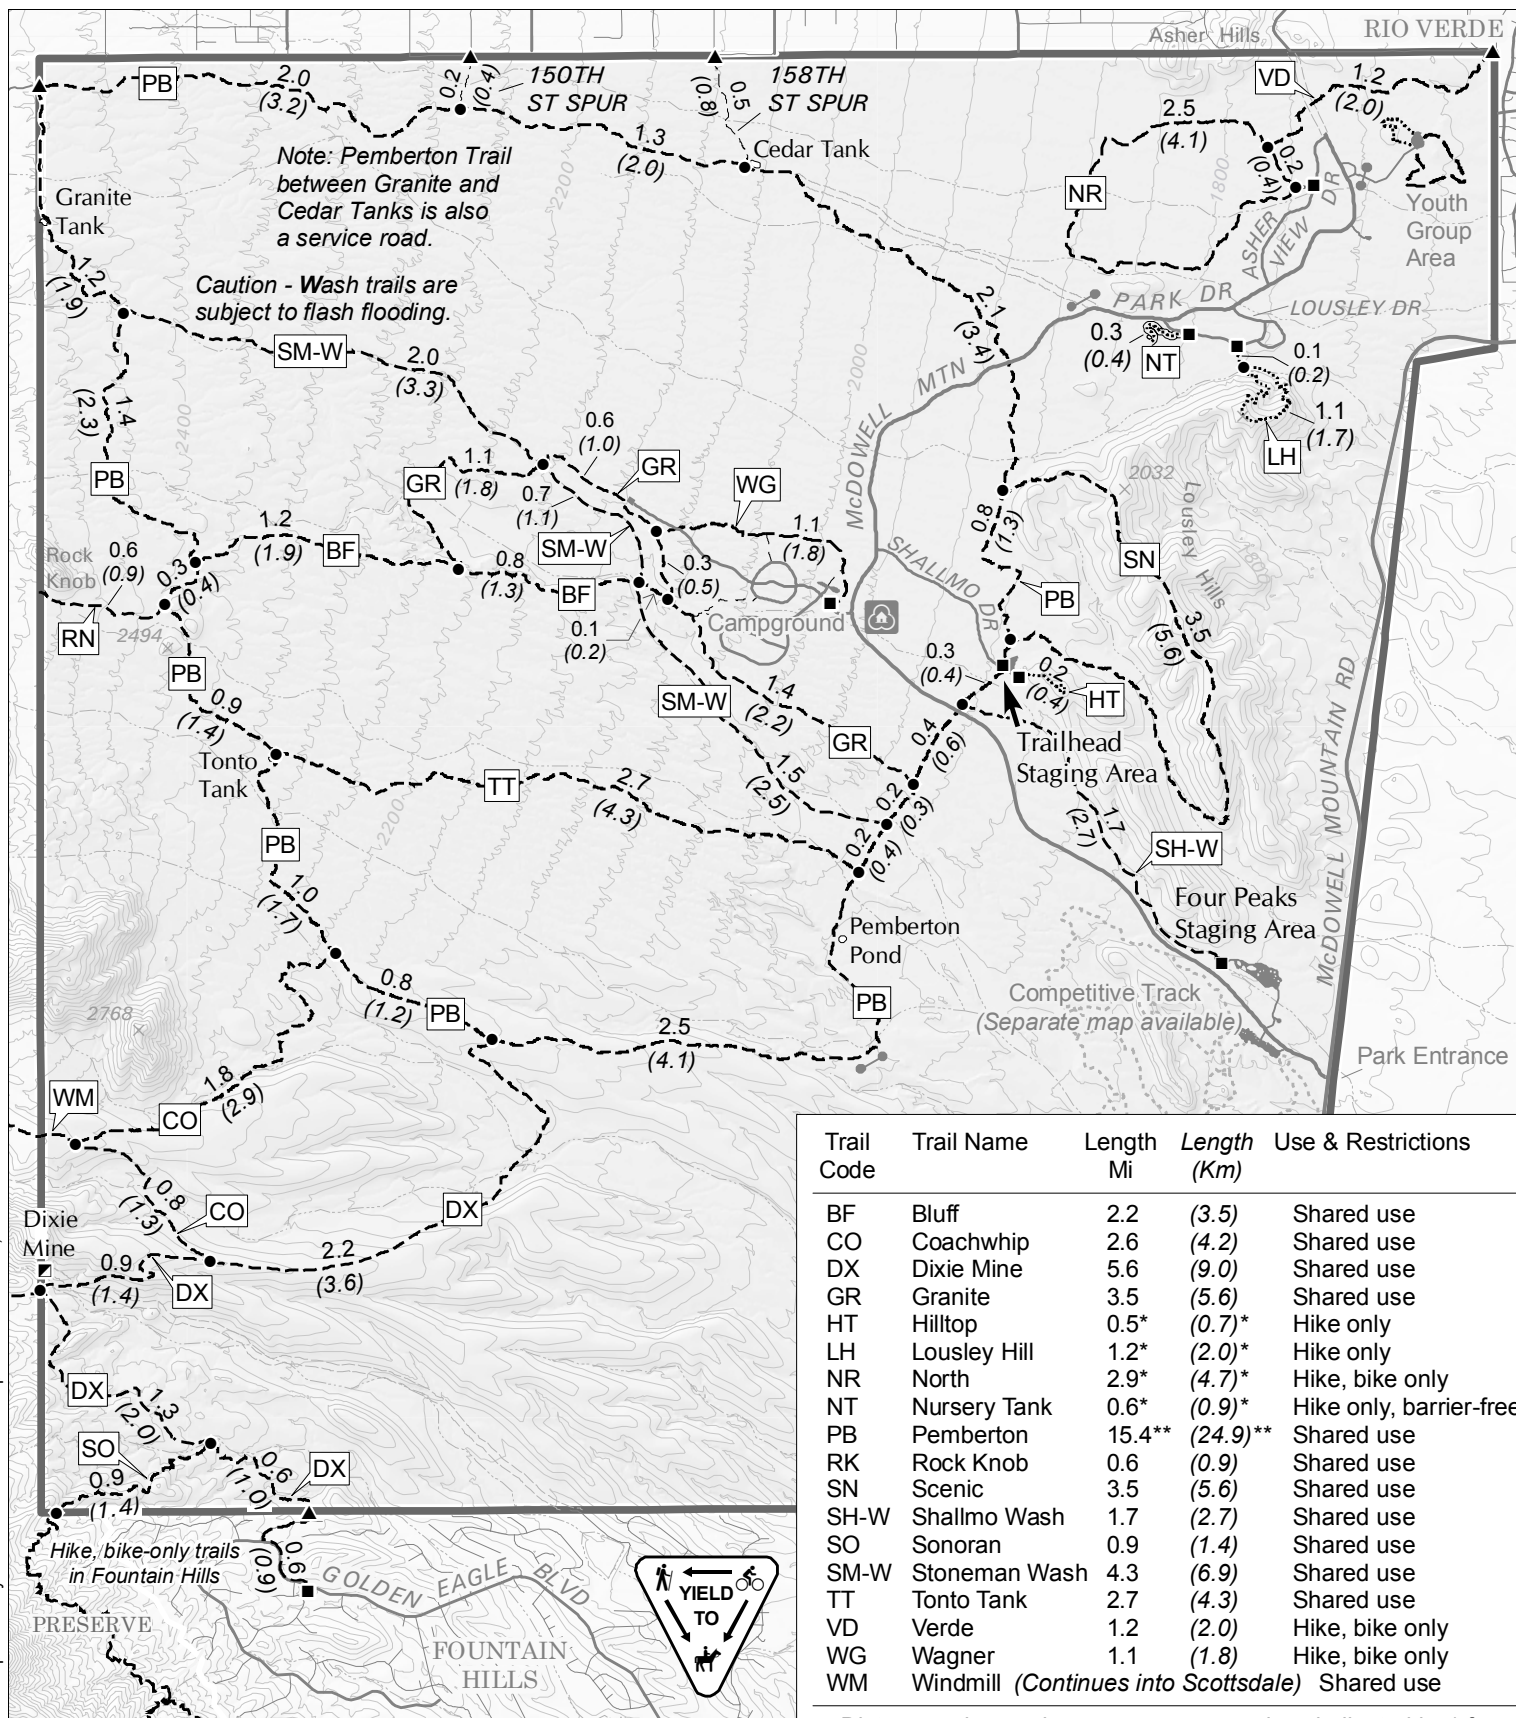 Asher Hills
RIO VERDE
PB
2.0
(3.2)
0.2
(0.4)
150TH
ST SPUR
0.5
(0.8)
158TH
ST SPUR
VD
1.2
(2.0)
2.5
(4.1)
1.3
(2.0)
Cedar Tank
0.2
(0.4)
NR
1800
Note: Pemberton Trail
between Granite and
Cedar Tanks is also
a service road.
2200
Granite
Tank
ASHER
VIEW
DR
Youth
Group
Area
1.2
(1.9)
Caution - Wash trails are
subject to flash flooding.
PARK DR
LOUSLEY DR
2.1
(3.4)
McDOWELL
MTN
2000
0.3
(0.4)
NT
0.1
(0.2)
1.1
(1.7)
LH
SM-W
2.0
(3.3)
1.4
(2.3)
2400
PB
GR
1.1
(1.8)
0.6
(1.0)
GR
0.7
(1.1)
WG
1.1
(1.8)
2032
Lousley
Hills
1800
0.8
(1.3)
SN
3.5
(5.6)
Rock
Knob
0.6
(0.9)
0.3
(0.4)
1.2
(1.9)
BF
0.8
(1.3)
SM-W
BF
0.3
(0.5)
SHALLMO DR
PB
RN
2494
0.1
(0.2)
Campground
PB
0.9
(1.4)
SM-W
1.4
(2.2)
0.3
(0.4)
0.2
(0.4)
HT
GR
0.4
(0.6)
Trailhead
Staging Area
Tonto
Tank
TT
2.7
(4.3)
1.5
(2.5)
0.2
(0.3)
0.2
(0.4)
2200
1.7
(2.7)
SH-W
McDOWELL MOUNTAIN RD
PB
1.0
(1.7)
Four Peaks
Staging Area
Pemberton
Pond
0.8
(1.2)
PB
2.5
(4.1)
PB
Competitive Track
(Separate map available)
Park Entrance
2768
WM
CO
1.8
(2.9)
0.8
(1.3)
CO
DX
Dixie
Mine
0.9
(1.4)
DX
2.2
(3.6)
DX
1.3
(2.0)
SO
0.9
(1.4)
0.6
(1.0)
DX
Hike, bike-only trails
in Fountain Hills
0.6
(0.9)
GOLDEN EAGLE BLVD
PRESERVE
FOUNTAIN
HILLS
YIELD
TO
Trail Code Trail Name Length Mi Length (Km) Use & Restrictions
BF Bluff 2.2 (3.5) Shared use
CO Coachwhip 2.6 (4.2) Shared use
DX Dixie Mine 5.6 (9.0) Shared use
GR Granite 3.5 (5.6) Shared use
HT Hilltop 0.5* (0.7)* Hike only
LH Lousley Hill 1.2* (2.0)* Hike only
NR North 2.9* (4.7)* Hike, bike only
NT Nursery Tank 0.6* (0.9)* Hike only, barrier-free
PB Pemberton 15.4** (24.9)** Shared use
RK Rock Knob 0.6 (0.9) Shared use
SN Scenic 3.5 (5.6) Shared use
SH-W Shallmo Wash 1.7 (2.7) Shared use
SO Sonoran 0.9 (1.4) Shared use
SM-W Stoneman Wash 4.3 (6.9) Shared use
TT Tonto Tank 2.7 (4.3) Shared use
VD Verde 1.2 (2.0) Hike, bike only
WG Wagner 1.1 (1.8) Hike, bike only
WM Windmill (Continues into Scottsdale) Shared use